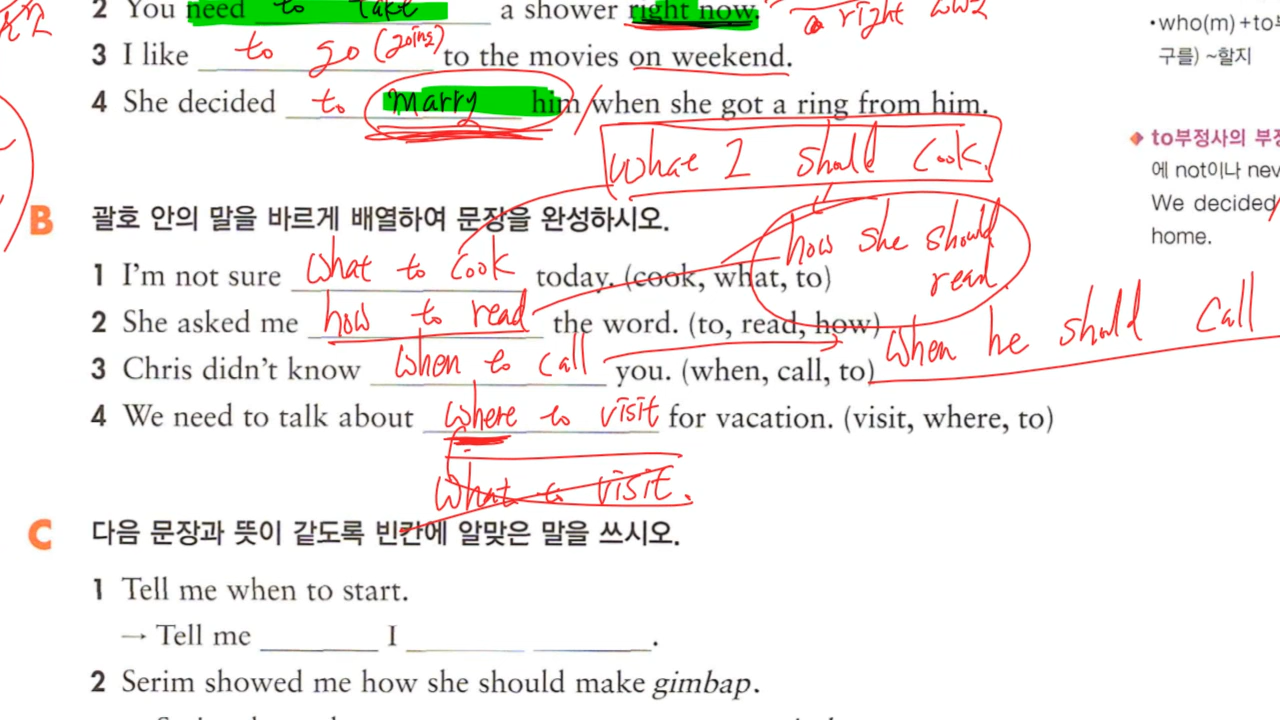 2 You need to take a shower right now.
a right
3 I like to go (going) to the movies on weekend.
4 She decided to marry him when she got a ring from him.
what I should cook.
B 괄호 안의 말을 바르게 배열하여 문장을 완성하시오.
how she should read
1 I'm not sure what to cook today. (cook, what, to)
2 She asked me how to read the word. (to, read, how)
when he should call
3 Chris didn't know when to call you. (when, call, to)
4 We need to talk about where to visit for vacation. (visit, where, to)
what to visit.
C 다음 문장과 뜻이 같도록 빈칸에 알맞은 말을 쓰시오.
1 Tell me when to start.
→ Tell me ______ I ______ ______.
2 Serim showed me how she should make gimbap.
•who(m)+to부
구를) ~할지
◆ to부정사의 부정
에 not이나 nev
We decided
home.